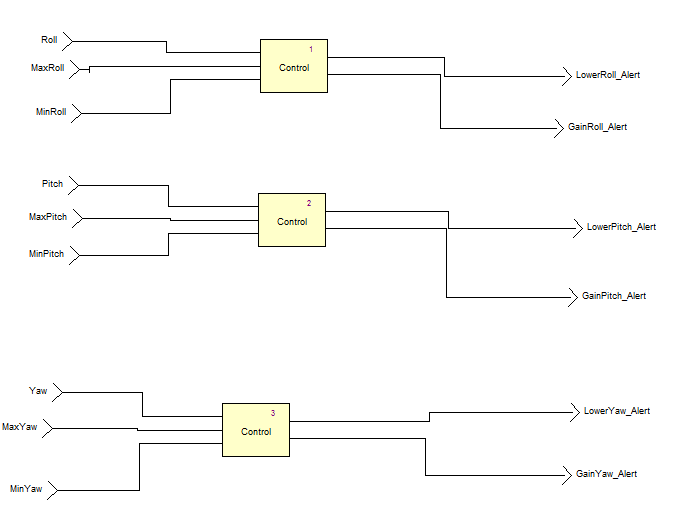 Roll
MaxRoll
MinRoll
1
Control
LowerRoll_Alert
GainRoll_Alert
Pitch
MaxPitch
MinPitch
2
Control
LowerPitch_Alert
GainPitch_Alert
Yaw
MaxYaw
MinYaw
3
Control
LowerYaw_Alert
GainYaw_Alert